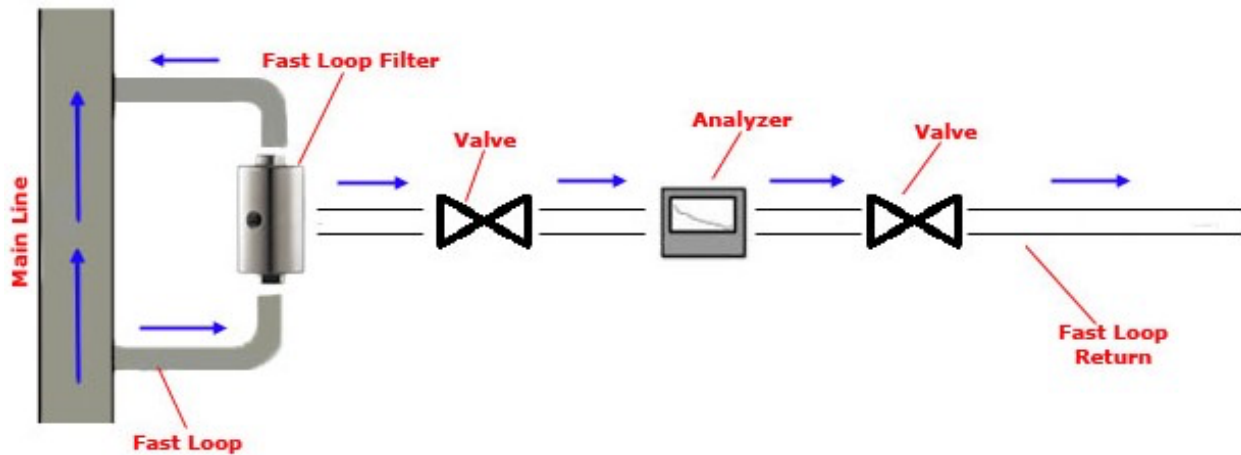 Fast Loop Filter
Valve
Analyzer
Valve
Main Line
Fast Loop
Return
Fast Loop